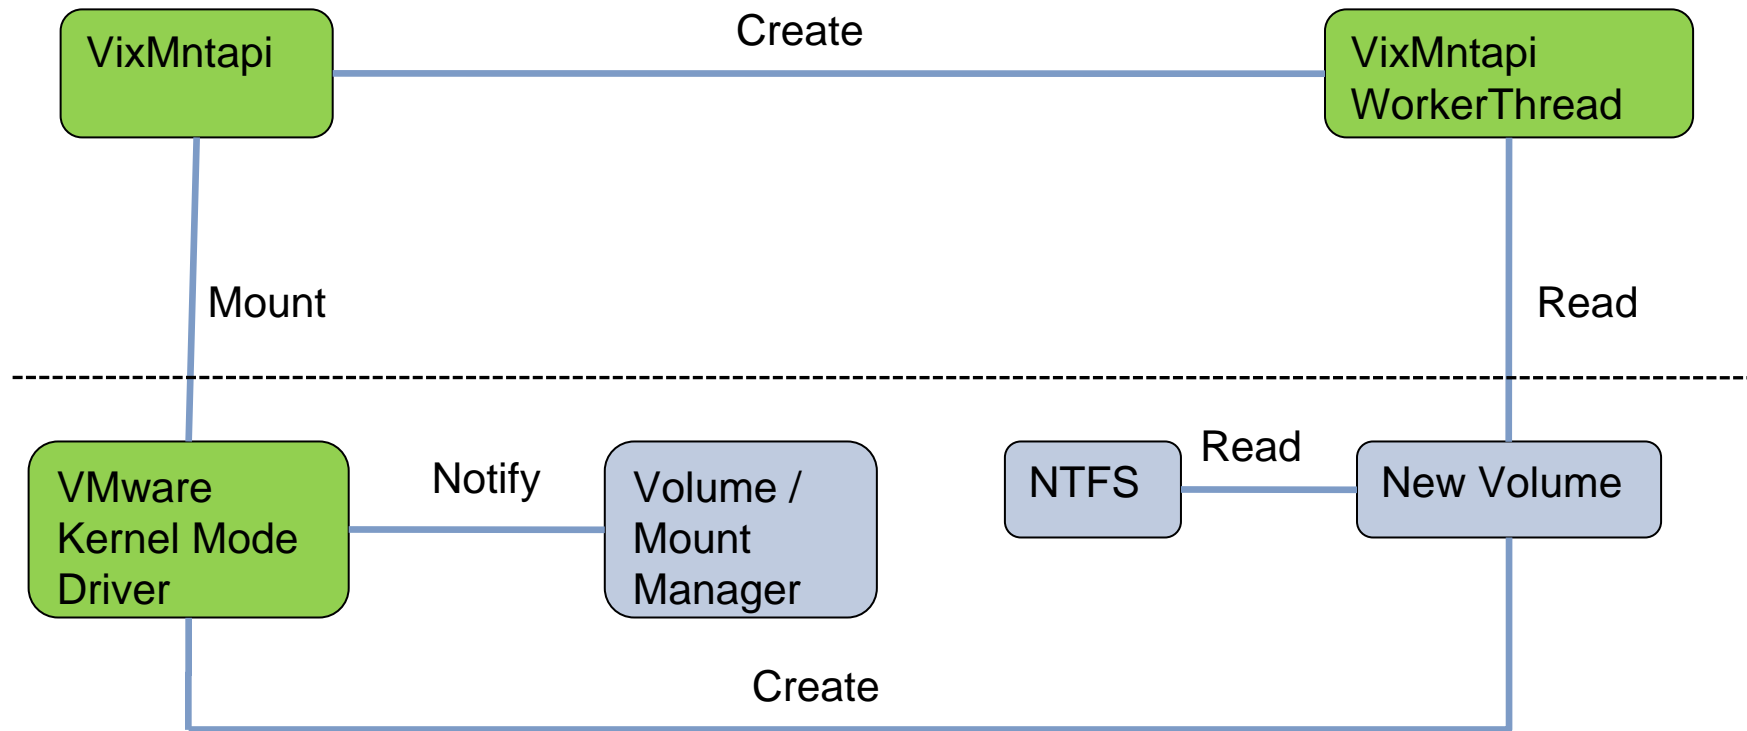 VixMntapi
Create
VixMntapi
WorkerThread
Mount
Read
VMware
Kernel Mode
Driver
Notify
Volume /
Mount
Manager
NTFS
Read
New Volume
Create